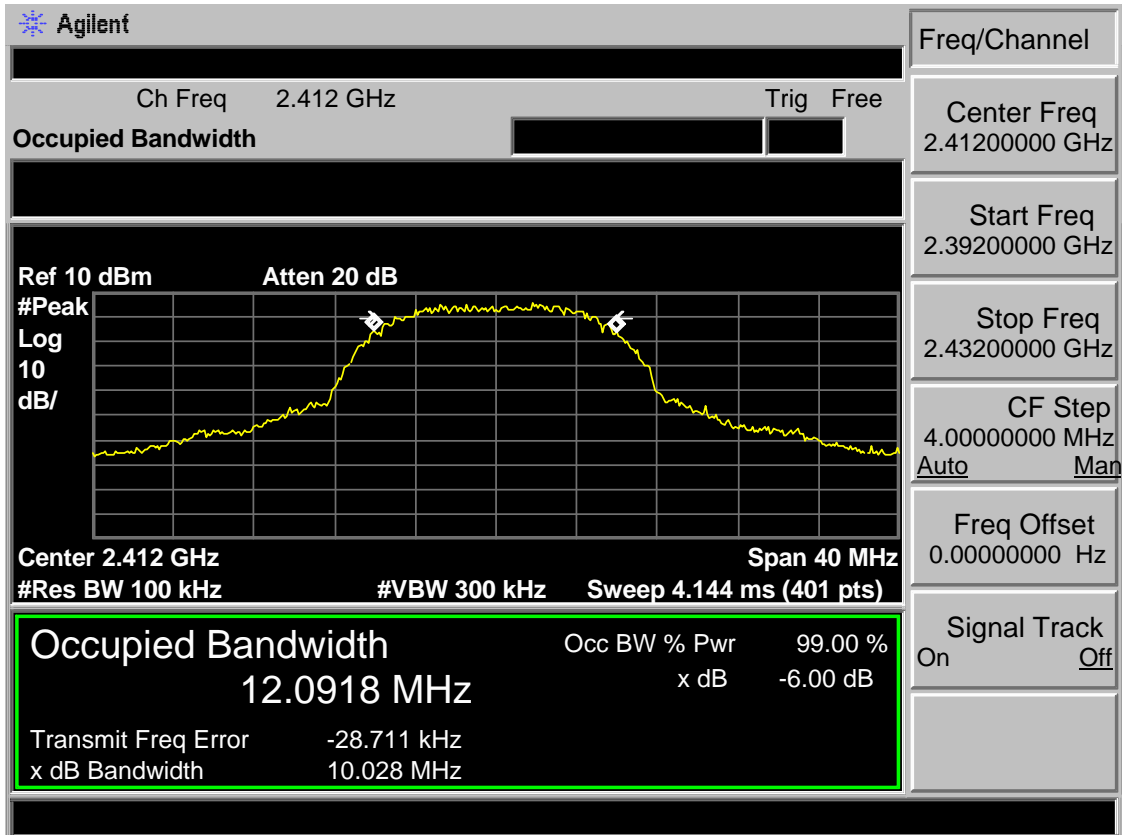 Agilent
Freq/Channel
Ch Freq 2.412 GHz Trig Free
Occupied Bandwidth
Center Freq
2.41200000 GHz
Start Freq
2.39200000 GHz
Stop Freq
2.43200000 GHz
CF Step
4.00000000 MHz
Auto Man
Freq Offset
0.00000000 Hz
Signal Track
On Off
Ref 10 dBm Atten 20 dB
#Peak
Log
10
dB/
Center 2.412 GHz Span 40 MHz
#Res BW 100 kHz #VBW 300 kHz Sweep 4.144 ms (401 pts)
Occupied Bandwidth
12.0918 MHz
Occ BW % Pwr 99.00 %
x dB -6.00 dB
Transmit Freq Error -28.711 kHz
x dB Bandwidth 10.028 MHz